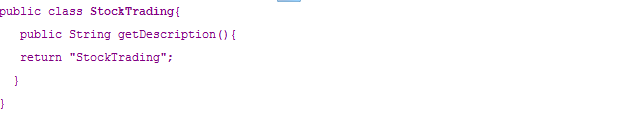 public class StockTrading{
public String getDescription(){
return "StockTrading";
}
}